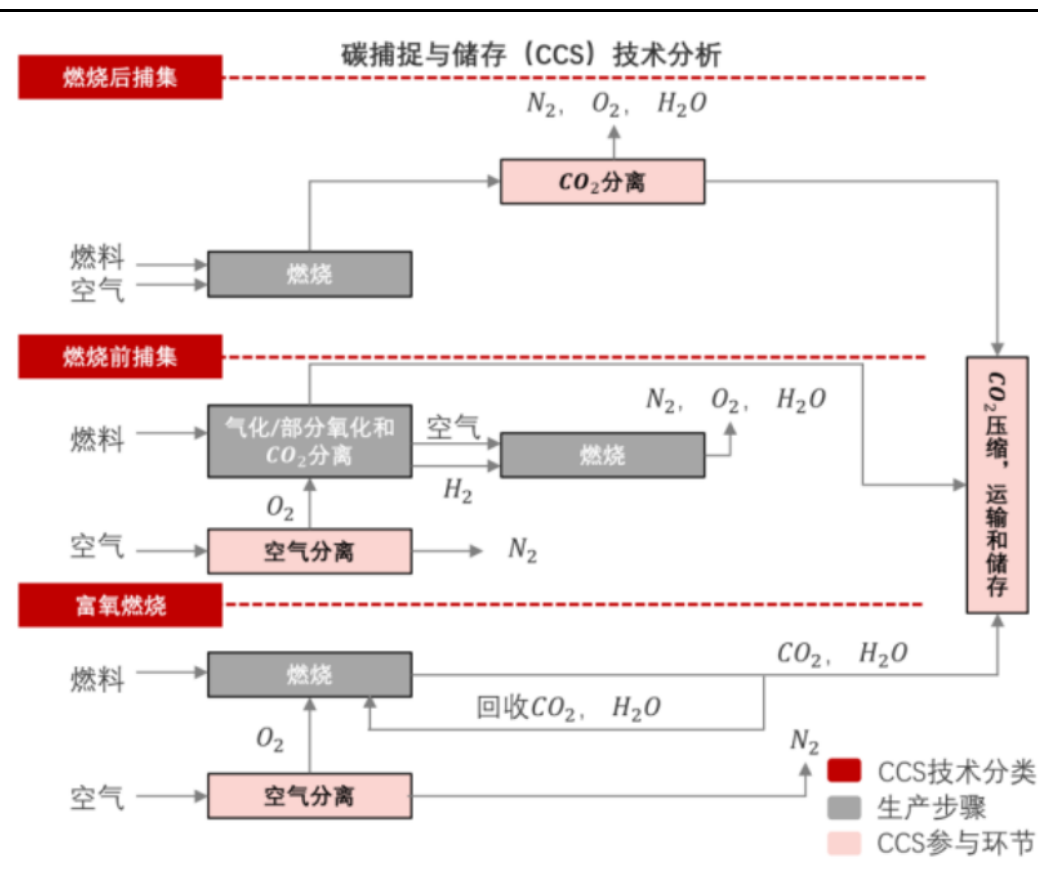 碳捕捉与储存（CCS）技术分析
燃烧后捕集
N₂, O₂, H₂O
CO₂分离
燃料
空气
燃烧
燃烧前捕集
N₂, O₂, H₂O
燃料
气化/部分氧化和
CO₂分离
空气
H₂
燃烧
O₂
空气
空气分离
N₂
CO₂压缩，运输和储存
富氧燃烧
燃料
燃烧
CO₂, H₂O
回收CO₂, H₂O
O₂
N₂
空气
空气分离
CCS技术分类
生产步骤
CCS参与环节